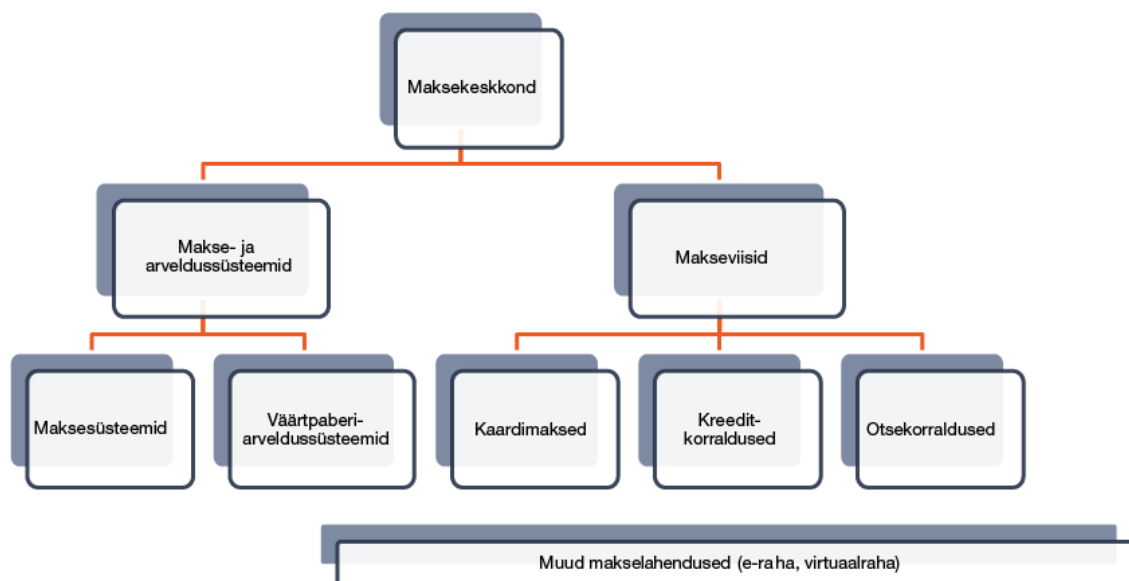 Maksekeskkond
Makse- ja
arveldussüsteemid
Makseviisid
Maksesüsteemid
Väärtpaberi-
arveldussüsteemid
Kaardimaksed
Kreedit-
korraldused
Otsekorraldused
Muud makselahendused (e-raha, virtuaalraha)